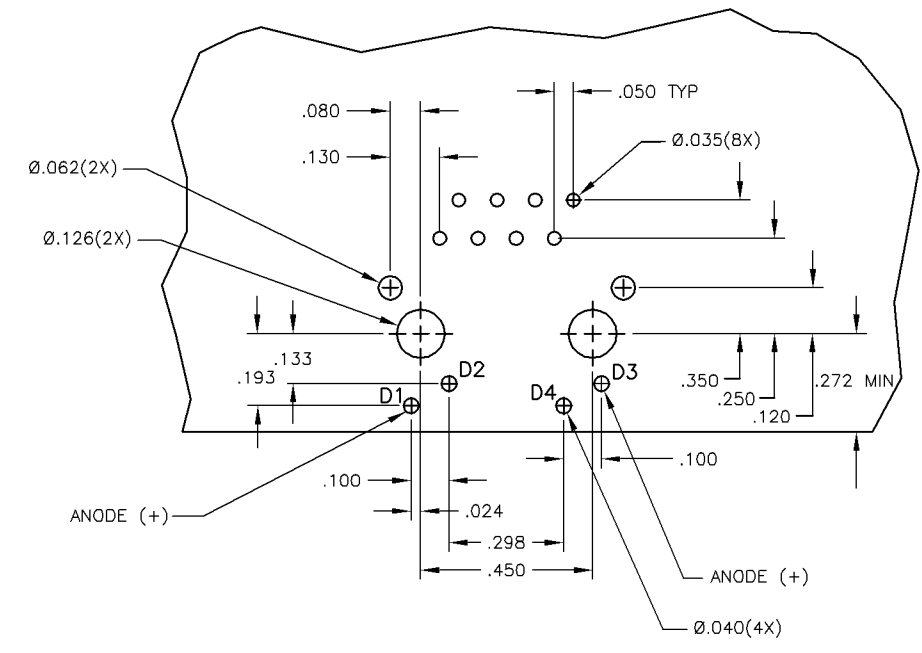 .080
.050 TYP
.130
Ø.035(8X)
Ø.062(2X)
Ø.126(2X)
.133
.193
D2
D3
D1
D4
.350
.272 MIN
.250
.120
.100
.100
ANODE (+)
.024
.298
.450
ANODE (+)
Ø.040(4X)